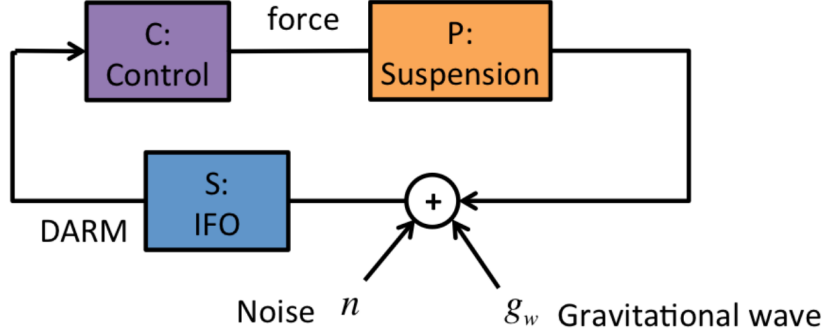 force
C:
Control
P:
Suspension
S:
IFO
+
DARM
Noise n
g_w Gravitational wave